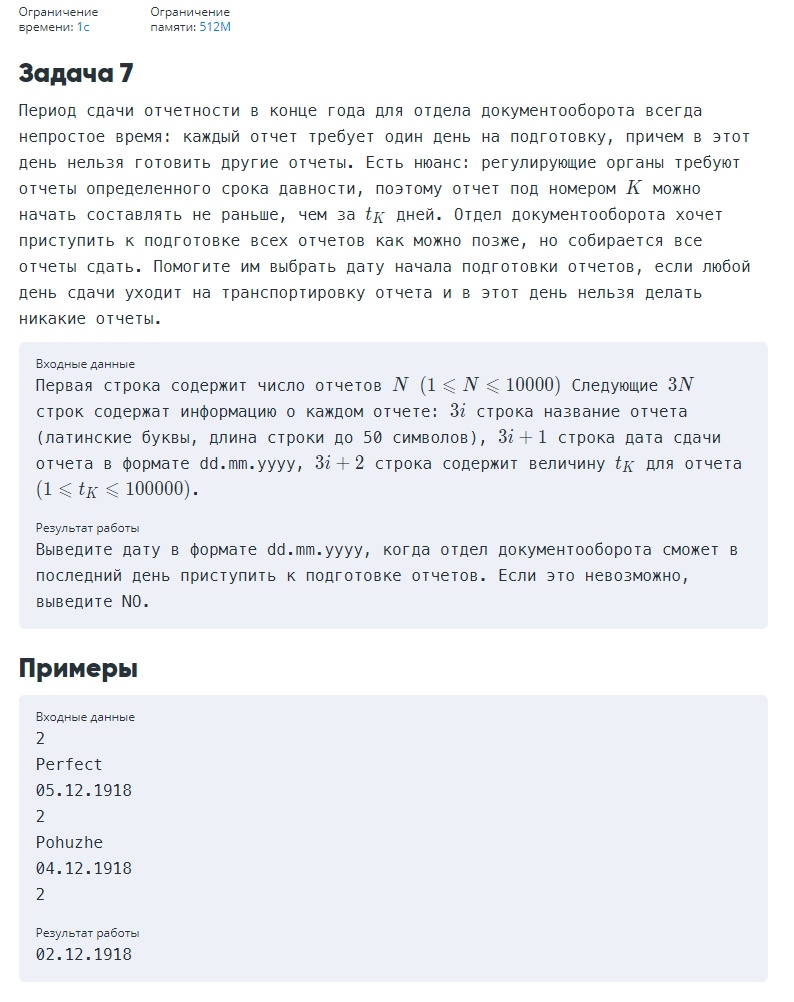 Ограничение
времени: 1с
Ограничение
памяти: 512M
Задача 7
Период сдачи отчетности в конце года для отдела документооборота всегда
непростое время: каждый отчет требует один день на подготовку, причем в этот
день нельзя готовить другие отчеты. Есть нюанс: регулирующие органы требуют
отчеты определенного срока давности, поэтому отчет под номером K можно
начать составлять не раньше, чем за t_K дней. Отдел документооборота хочет
приступить к подготовке всех отчетов как можно позже, но собирается все
отчеты сдать. Помогите им выбрать дату начала подготовки отчетов, если любой
день сдачи уходит на транспортировку отчета и в этот день нельзя делать
никакие отчеты.
Входные данные
Первая строка содержит число отчетов N (1 ⩽ N ⩽ 10000) Следующие 3N
строк содержат информацию о каждом отчете: 3i строка название отчета
(латинские буквы, длина строки до 50 символов), 3i + 1 строка дата сдачи
отчета в формате dd.mm.yyyy, 3i + 2 строка содержит величину t_K для отчета
(1 ⩽ t_K ⩽ 100000).
Результат работы
Выведите дату в формате dd.mm.yyyy, когда отдел документооборота сможет в
последний день приступить к подготовке отчетов. Если это невозможно,
выведите NO.
Примеры
Входные данные
2
Perfect
05.12.1918
2
Pohuzhe
04.12.1918
2
Результат работы
02.12.1918